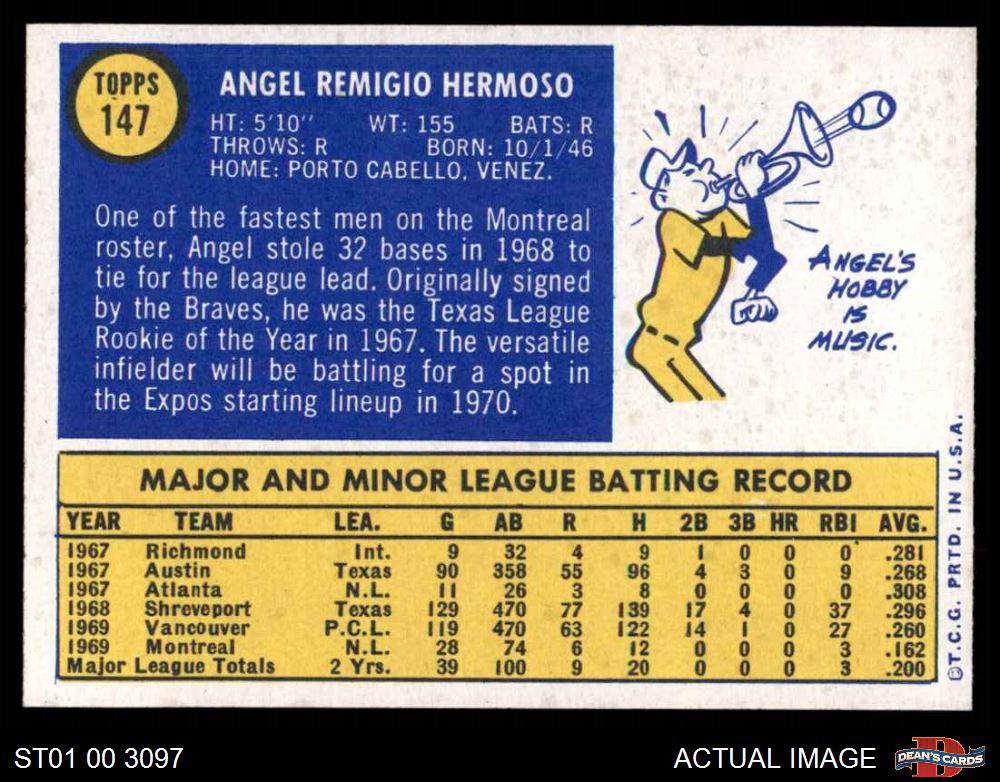 TOPPS
147
ANGEL REMIGIO HERMOSO
HT: 5'10" WT: 155 BATS: R
THROWS: R BORN: 10/1/46
HOME: PORTO CABELLO, VENEZ.
One of the fastest men on the Montreal
roster, Angel stole 32 bases in 1968 to
tie for the league lead. Originally signed
by the Braves, he was the Texas League
Rookie of the Year in 1967. The versatile
infielder will be battling for a spot in
the Expos starting lineup in 1970.
ANGEL'S
HOBBY
IS
MUSIC.
MAJOR AND MINOR LEAGUE BATTING RECORD
YEAR TEAM LEA. G AB R H 2B 3B HR RBI AVG.
1967 Richmond Int. 9 32 4 9 1 0 0 0 .281
1967 Austin Texas 90 358 55 96 4 3 0 9 .268
1967 Atlanta N.L. 11 26 3 8 0 0 0 0 .308
1968 Shreveport Texas 129 470 77 139 17 4 0 37 .296
1969 Vancouver P.C.L. 119 470 63 122 14 1 0 27 .260
1969 Montreal N.L. 28 74 6 12 0 0 0 3 .162
Major League Totals 2 Yrs. 39 100 9 20 0 0 0 3 .200
©T.C.G. PRTD. IN U.S.A.
ST01 00 3097
ACTUAL IMAGE
D
DEAN'S CARDS